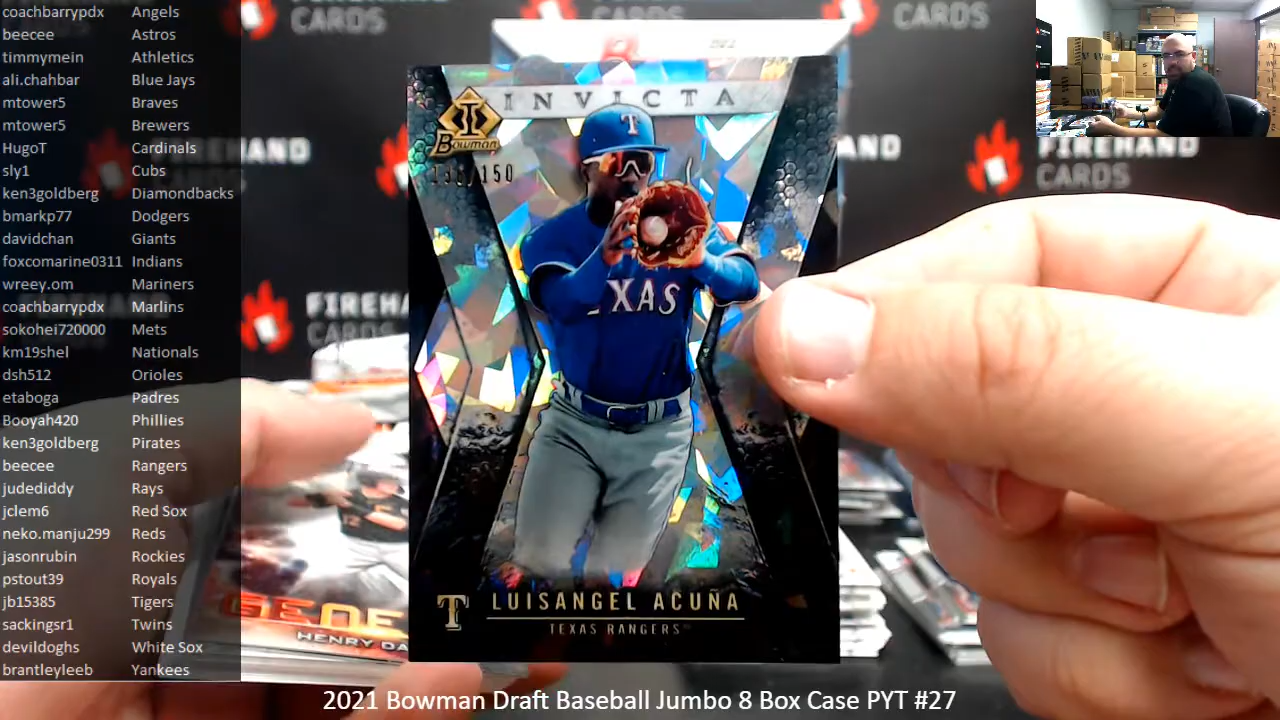 coachbarrypdx Angels
beecee Astros
timmymein Athletics
ali.chahbar Blue Jays
mtower5 Braves
mtower5 Brewers
HugoT Cardinals
sly1 Cubs
ken3goldberg Diamondbacks
bmarkp77 Dodgers
davidchan Giants
foxcomarine0311 Indians
wreey.om Mariners
coachbarrypdx Marlins
sokohei720000 Mets
km19shel Nationals
dsh512 Orioles
etaboga Padres
Booyah420 Phillies
ken3goldberg Pirates
beecee Rangers
judediddy Rays
jclem6 Red Sox
neko.manju299 Reds
jasonrubin Rockies
pstout39 Royals
jb15385 Tigers
sackingsr1 Twins
devildoghs White Sox
brantleyleeb Yankees
CARDS
CARDS
FIREHAND
FIREHAND
CARDS
INVICTA
I
Bowman
/150
T
TEXAS
T
LUISANGEL ACUÑA
TEXAS RANGERS
HENRY
2021 Bowman Draft Baseball Jumbo 8 Box Case PYT #27